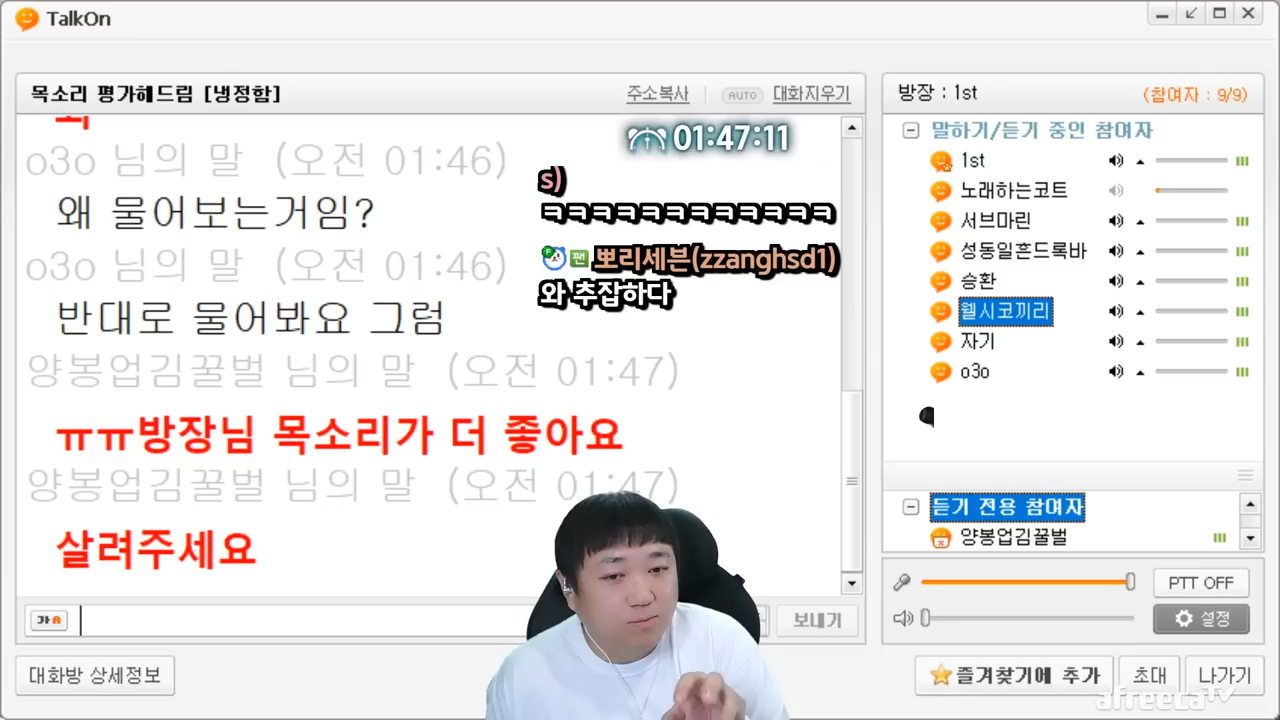 TalkOn
목소리 평가해드림 [냉정함]
주소복사
AUTO
대화지우기
01:47:11
o3o 님의 말 (오전 01:46)
왜 물어보는거임?
o3o 님의 말 (오전 01:46)
반대로 물어봐요 그럼
양봉업김꿀벌 님의 말 (오전 01:47)
ㅠㅠ방장님 목소리가 더 좋아요
양봉업김꿀벌 님의 말 (오전 01:47)
살려주세요
s)
ㅋㅋㅋㅋㅋㅋㅋㅋㅋㅋㅋㅋ
F 팬 뽀리세븐(zzanghsd1)
와 추잡하다
가A
보내기
대화방 상세정보
방장 : 1st
(참여자 : 9/9)
말하기/듣기 중인 참여자
1st
노래하는코트
서브마린
성동일혼드록바
승환
웰시코끼리
자기
o3o
듣기 전용 참여자
양봉업김꿀벌
PTT OFF
설정
즐겨찾기에 추가
초대
나가기
afreecaTV